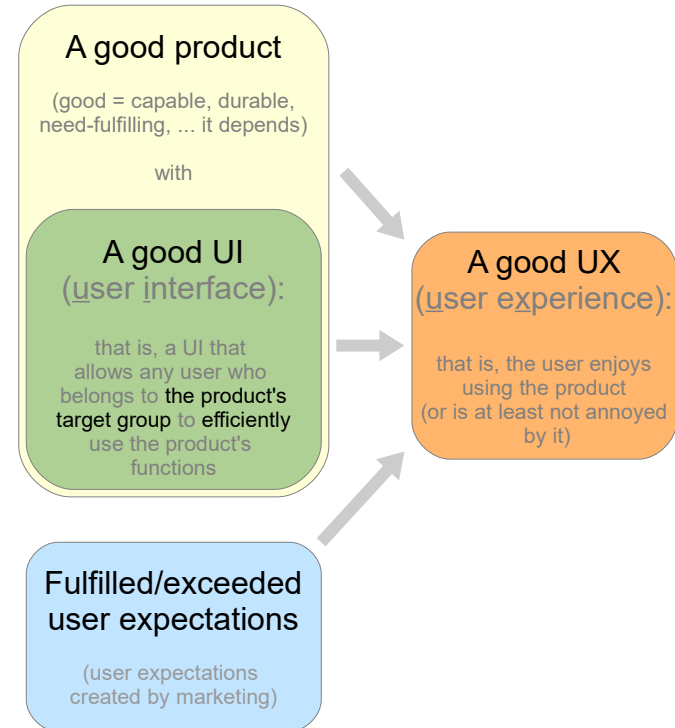 A good product
(good = capable, durable,
need-fulfilling, ... it depends)
with
A good UI
(user interface):
that is, a UI that
allows any user who
belongs to the product's
target group to efficiently
use the product's
functions
A good UX
(user experience):
that is, the user enjoys
using the product
(or is at least not annoyed
by it)
Fulfilled/exceeded
user expectations
(user expectations
created by marketing)